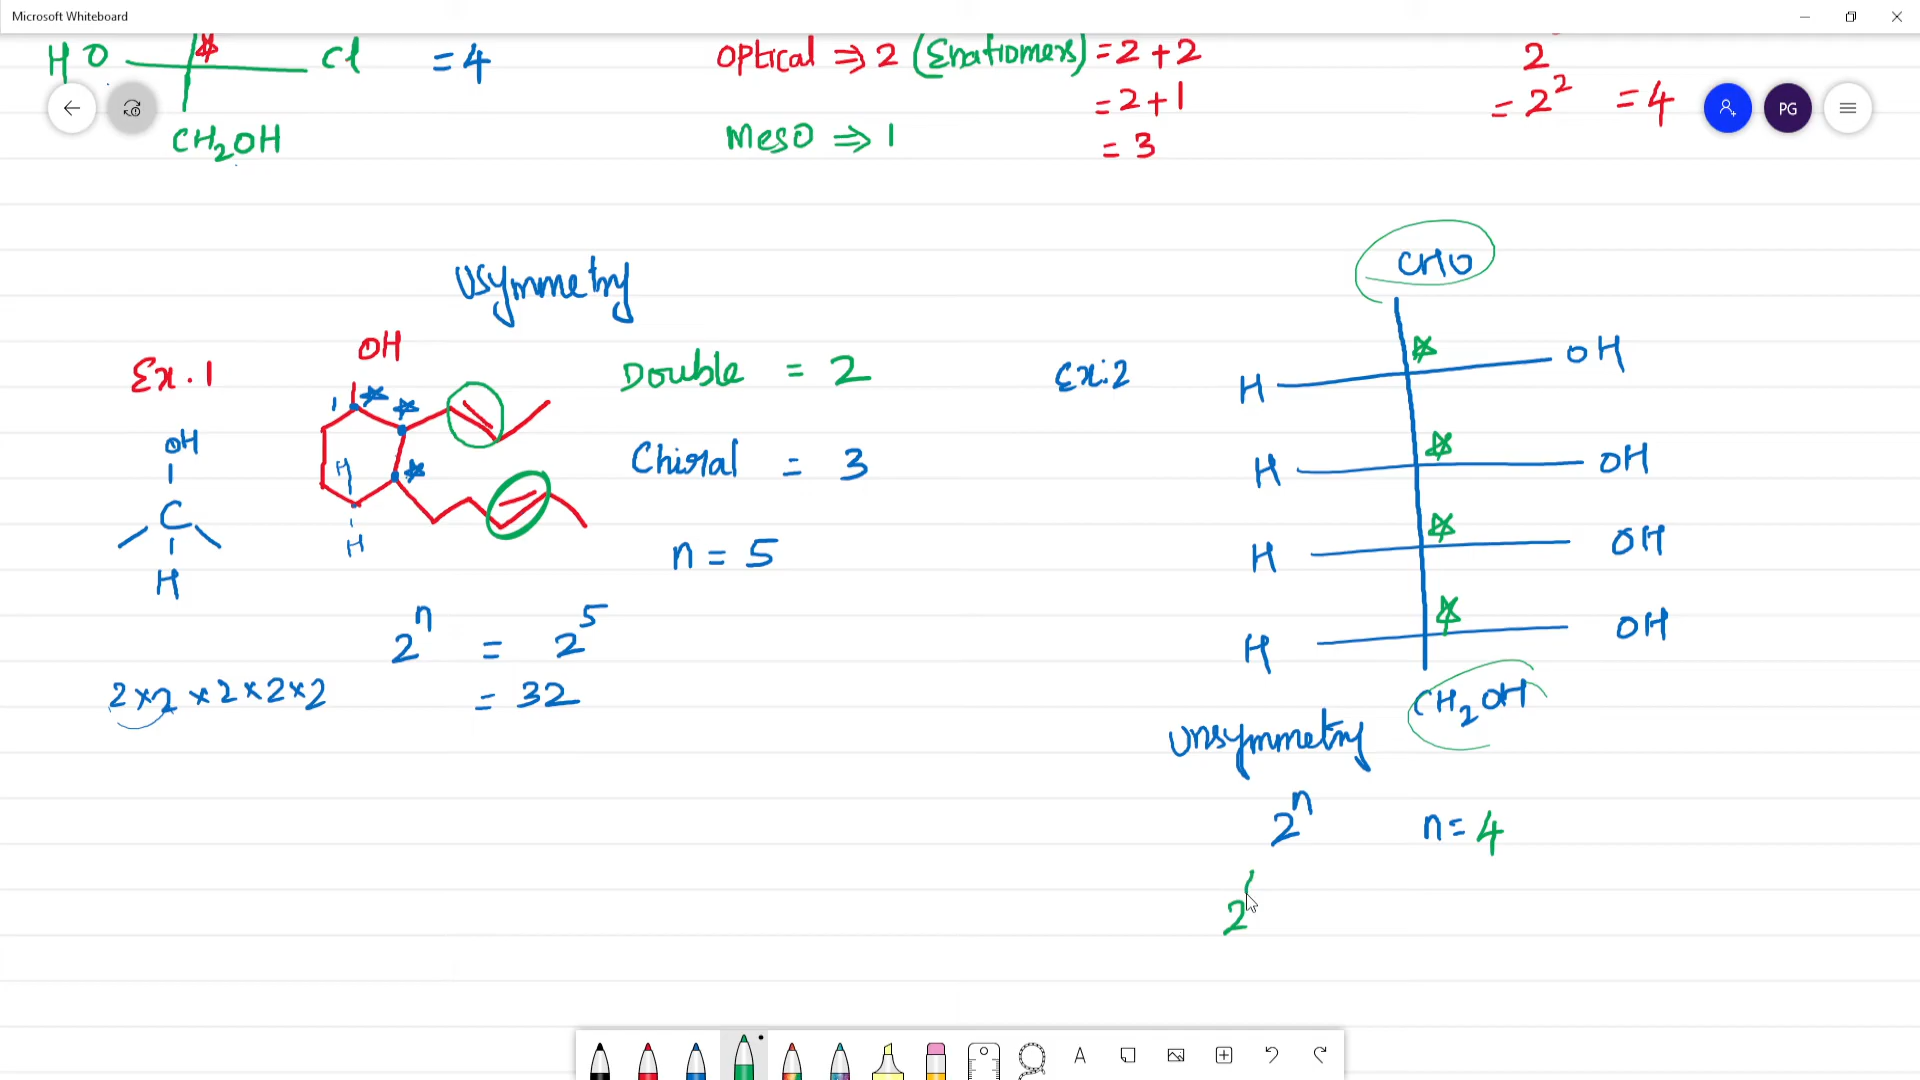 Microsoft Whiteboard
HO Cl = 4
CH2OH
Optical ⇒ 2 (Enatiomers) = 2 + 2
= 2 + 1
Meso ⇒ 1
= 3
2
= 2^2 = 4
PG
Usymmetry
Ex.1
OH
1
H
H
OH
C
H
Double = 2
Chiral = 3
n = 5
2^n = 2^5
2 × 2 × 2 × 2 × 2 = 32
Ex:2
CHO
H OH
H OH
H OH
H OH
CH2OH
Unsymmetry
2^n n = 4
2
A